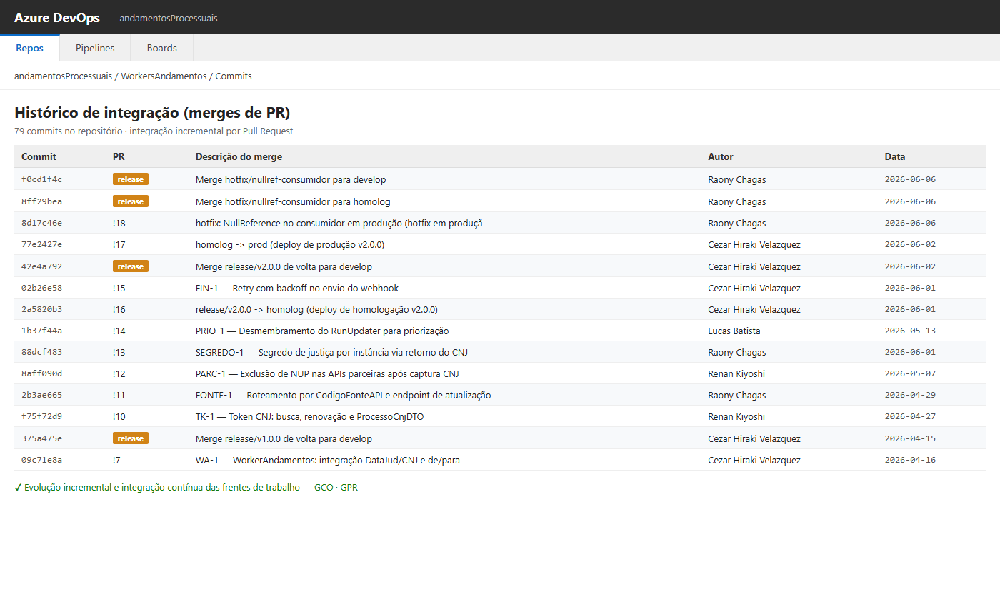 Azure DevOps andamentosProcessuais
Repos Pipelines Boards
andamentosProcessuais / WorkersAndamentos / Commits
Histórico de integração (merges de PR)
79 commits no repositório · integração incremental por Pull Request
Commit PR Descrição do merge Autor Data
f0cd1f4c release Merge hotfix/nullref-consumidor para develop Raony Chagas 2026-06-06
8ff29bea release Merge hotfix/nullref-consumidor para homolog Raony Chagas 2026-06-06
8d17c46e !18 hotfix: NullReference no consumidor em produção (hotfix em produçã Raony Chagas 2026-06-06
77e2427e !17 homolog -> prod (deploy de produção v2.0.0) Cezar Hiraki Velazquez 2026-06-02
42e4a792 release Merge release/v2.0.0 de volta para develop Cezar Hiraki Velazquez 2026-06-02
02b26e58 !15 FIN-1 — Retry com backoff no envio do webhook Cezar Hiraki Velazquez 2026-06-01
2a5820b3 !16 release/v2.0.0 -> homolog (deploy de homologação v2.0.0) Cezar Hiraki Velazquez 2026-06-01
1b37f44a !14 PRIO-1 — Desmembramento do RunUpdater para priorização Lucas Batista 2026-05-13
88dcf483 !13 SEGREDO-1 — Segredo de justiça por instância via retorno do CNJ Raony Chagas 2026-06-01
8aff090d !12 PARC-1 — Exclusão de NUP nas APIs parceiras após captura CNJ Renan Kiyoshi 2026-05-07
2b3ae665 !11 FONTE-1 — Roteamento por CodigoFonteAPI e endpoint de atualização Raony Chagas 2026-04-29
f75f72d9 !10 TK-1 — Token CNJ: busca, renovação e ProcessoCnjDTO Renan Kiyoshi 2026-04-27
375a475e release Merge release/v1.0.0 de volta para develop Cezar Hiraki Velazquez 2026-04-15
09c71e8a !7 WA-1 — WorkerAndamentos: integração DataJud/CNJ e de/para Cezar Hiraki Velazquez 2026-04-16
✓ Evolução incremental e integração contínua das frentes de trabalho — GCO · GPR